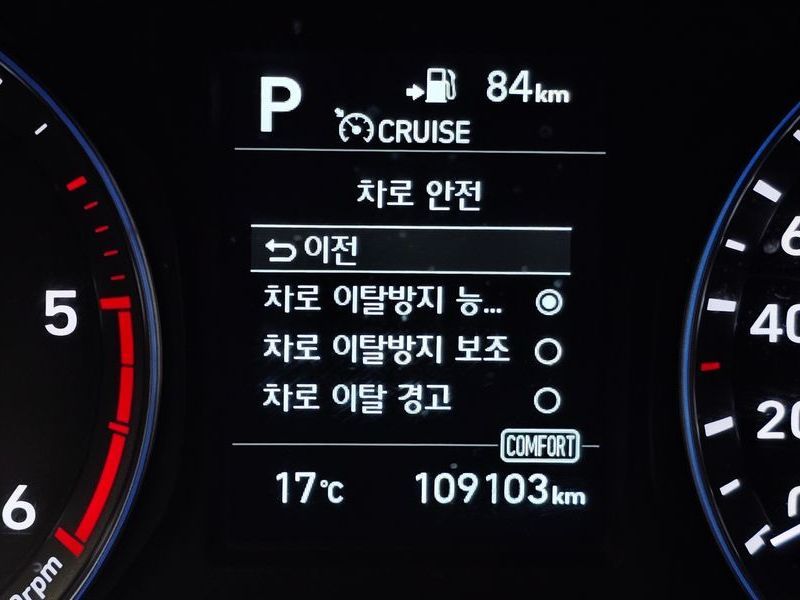 P 84km
CRUISE
차로 안전
이전
차로 이탈방지 능...
차로 이탈방지 보조
차로 이탈 경고
COMFORT
17℃ 109103km
5
6
rpm
40
20